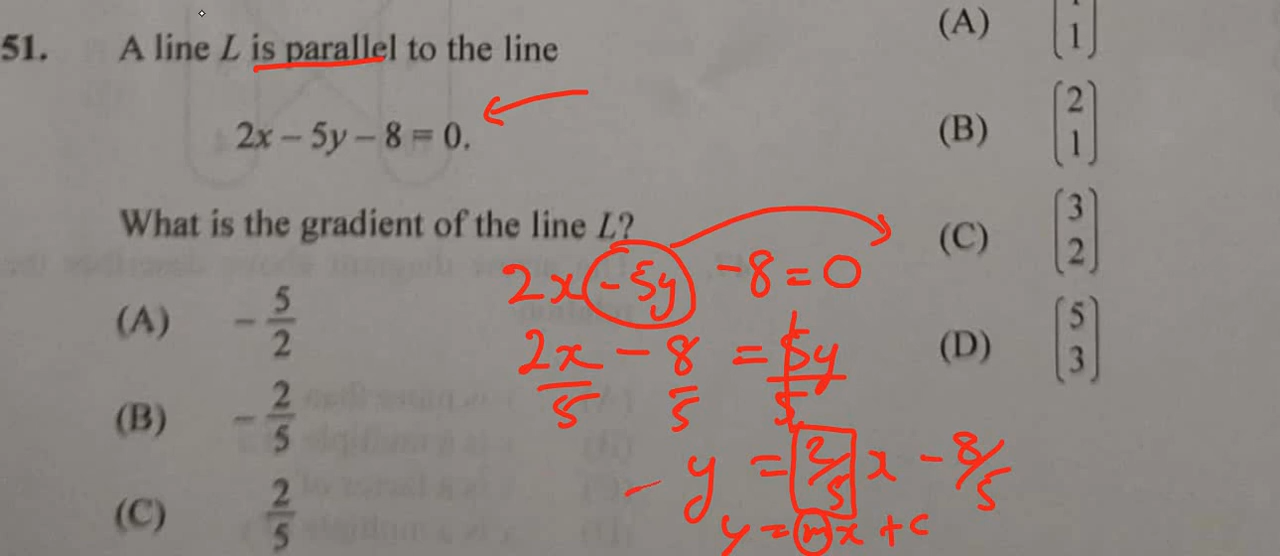 51. A line L is parallel to the line
2x – 5y – 8 = 0.
What is the gradient of the line L?
(A) – 5/2
(B) – 2/5
(C) 2/5
2x - 5y - 8 = 0
2x/5 - 8/5 = 5y/5
- y = 2/5 x - 8/5
y = mx + c
(A) 1
(B) 2 1
(C) 3 2
(D) 5 3